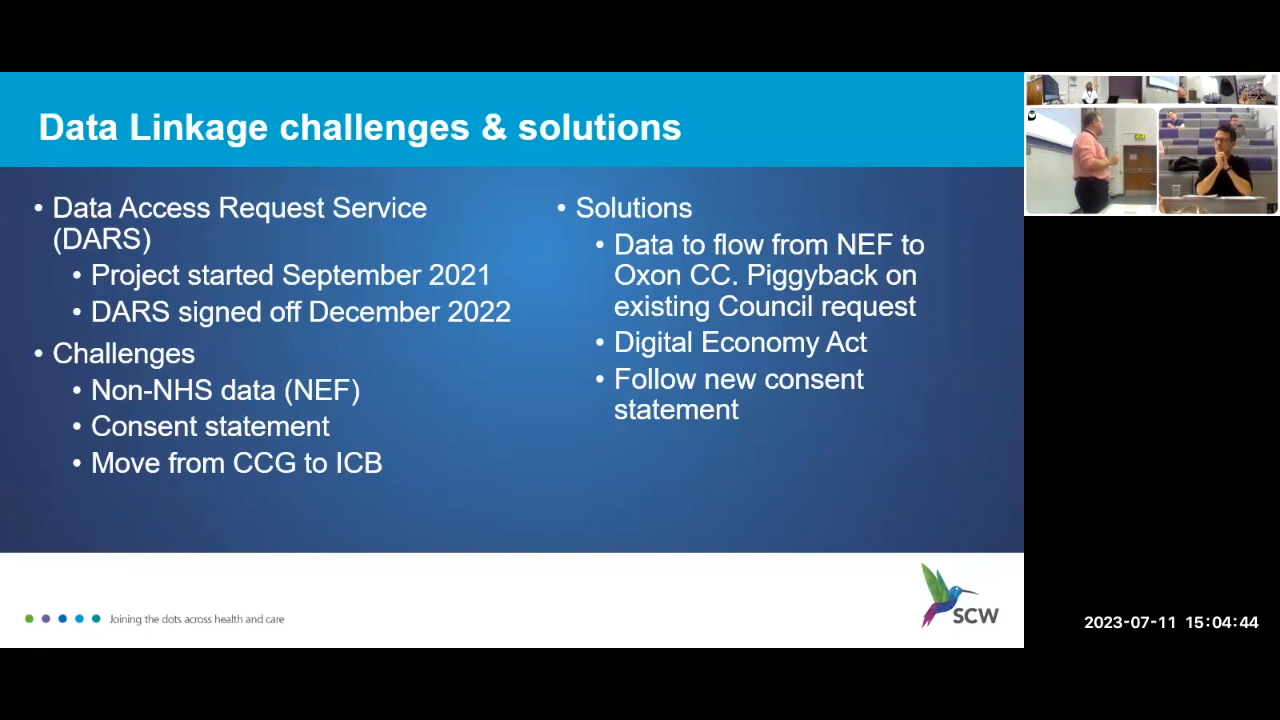 Data Linkage challenges & solutions
• Data Access Request Service
(DARS)
• Project started September 2021
• DARS signed off December 2022
• Challenges
• Non-NHS data (NEF)
• Consent statement
• Move from CCG to ICB
• Solutions
• Data to flow from NEF to
Oxon CC. Piggyback on
existing Council request
• Digital Economy Act
• Follow new consent
statement
Joining the dots across health and care
SCW
2023-07-11 15:04:44